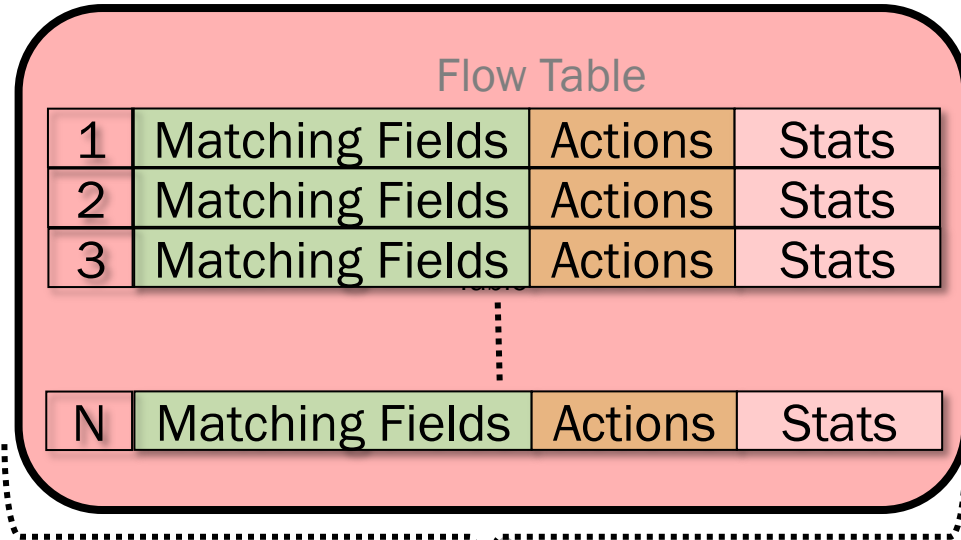 Flow Table
1 Matching Fields Actions Stats
2 Matching Fields Actions Stats
3 Matching Fields Actions Stats
N Matching Fields Actions Stats